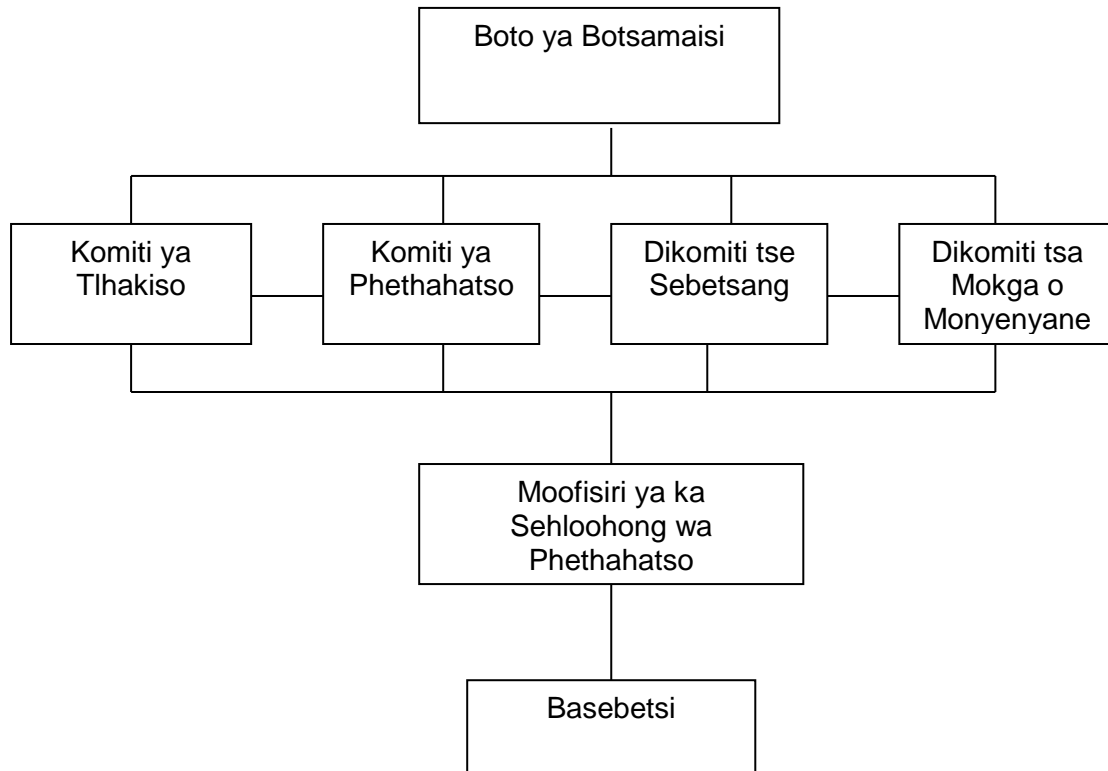 Boto ya Botsamaisi
Komiti ya
Tlhakiso
Komiti ya
Phethahatso
Dikomiti tse
Sebetsang
Dikomiti tsa
Mokga o
Monyenyane
Moofisiri ya ka
Sehloohong wa
Phethahatso
Basebetsi